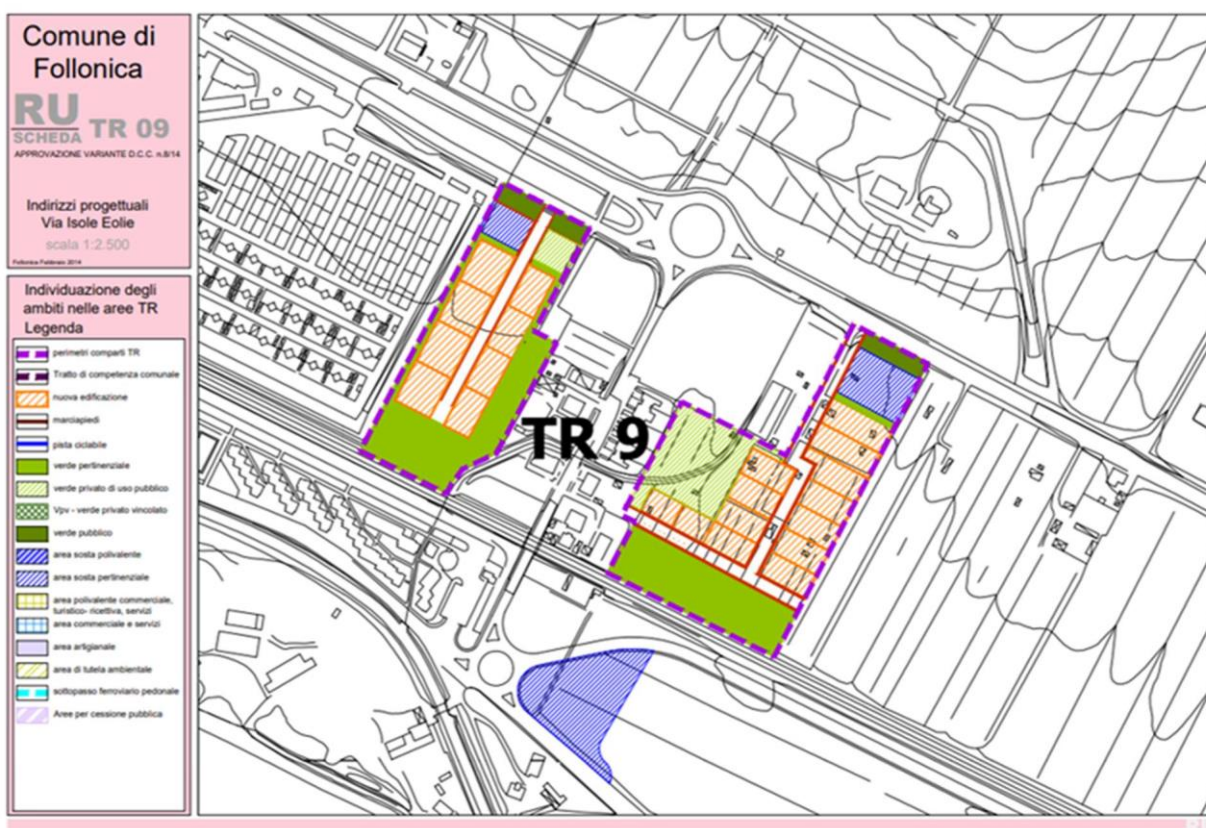 Comune di
Follonica
RU
SCHEDA TR 09
APPROVAZIONE VARIANTE D.C.C. n.8/14
Indirizzi progettuali
Via Isole Eolie
scala 1:2.500
Follonica Febbraio 2014
Individuazione degli
ambiti nelle aree TR
Legenda
perimetri comparti TR
Tratto di competenza comunale
nuova edificazione
marciapiedi
pista ciclabile
verde pertinenziale
verde privato di uso pubblico
Vpv - verde privato vincolato
verde pubblico
area sosta polivalente
area sosta pertinenziale
area polivalente commerciale,
turistico- ricettiva, servizi
area commerciale e servizi
area artigianale
area di tutela ambientale
sottopasso ferroviario pedonale
Aree per cessione pubblica
TR 9